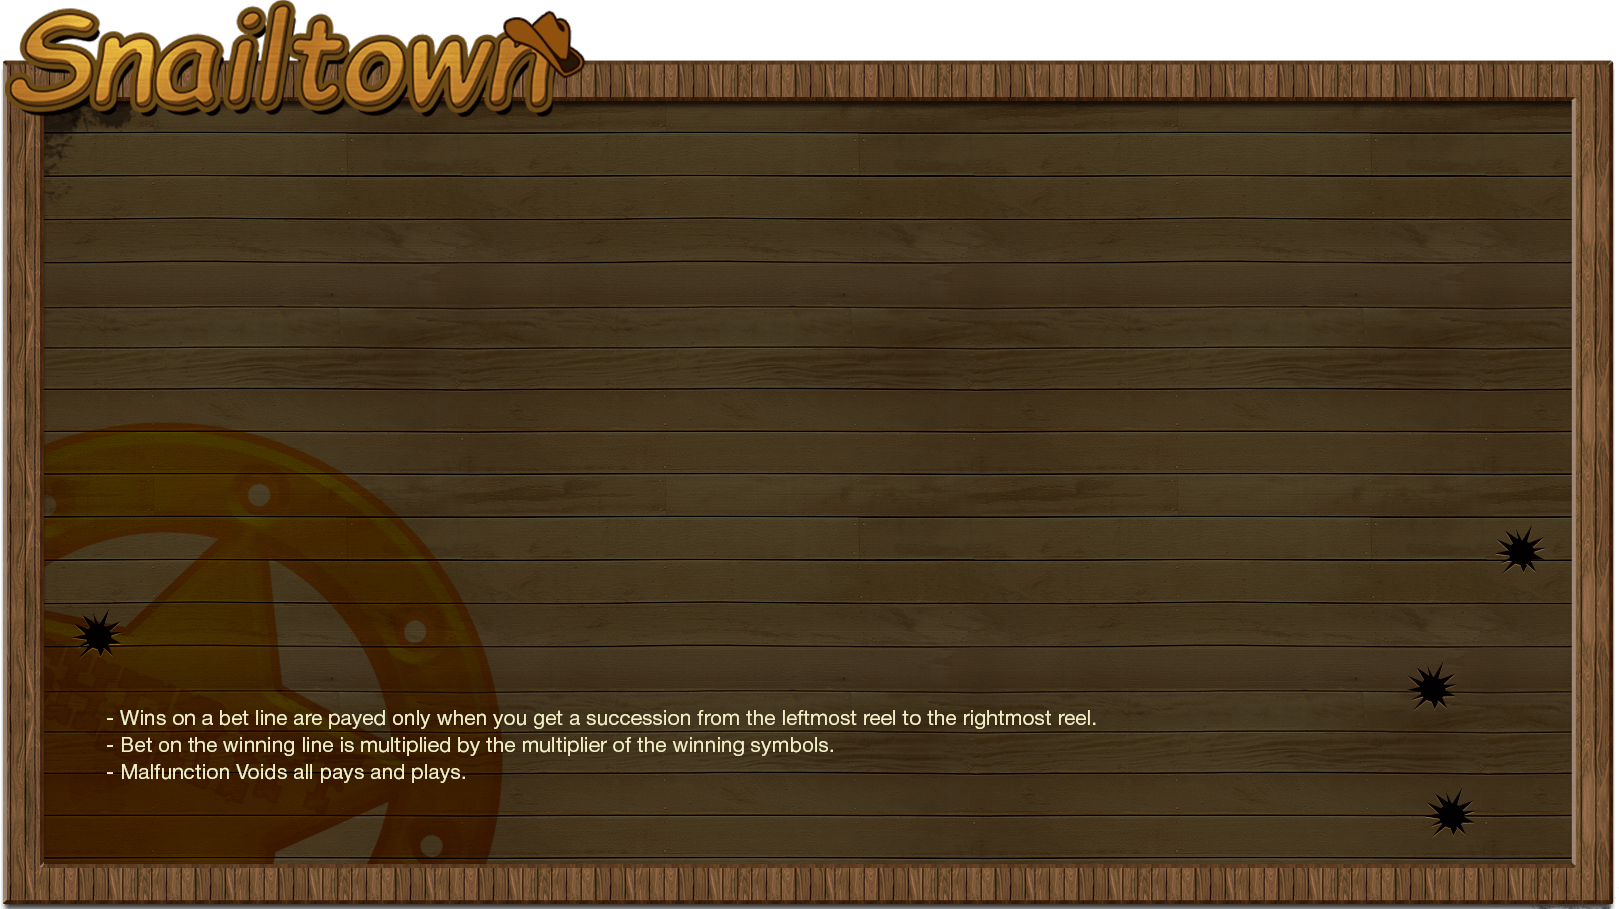 Snailtown
- Wins on a bet line are payed only when you get a succession from the leftmost reel to the rightmost reel.
- Bet on the winning line is multiplied by the multiplier of the winning symbols.
- Malfunction Voids all pays and plays.